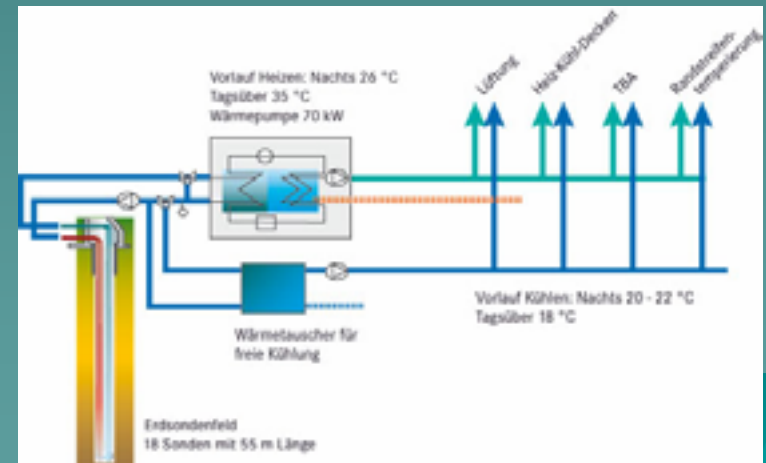 Vorlauf Heizen: Nachts 26 °C
Tagsüber 35 °C
Wärmepumpe 70 kW
Lüftung
Heiz-Kühl-Decken
TBA
Randstreifen-
temperierung
Vorlauf Kühlen: Nachts 20 - 22 °C
Tagsüber 18 °C
Wärmetauscher für
freie Kühlung
Erdsondenfeld
18 Sonden mit 55 m Länge